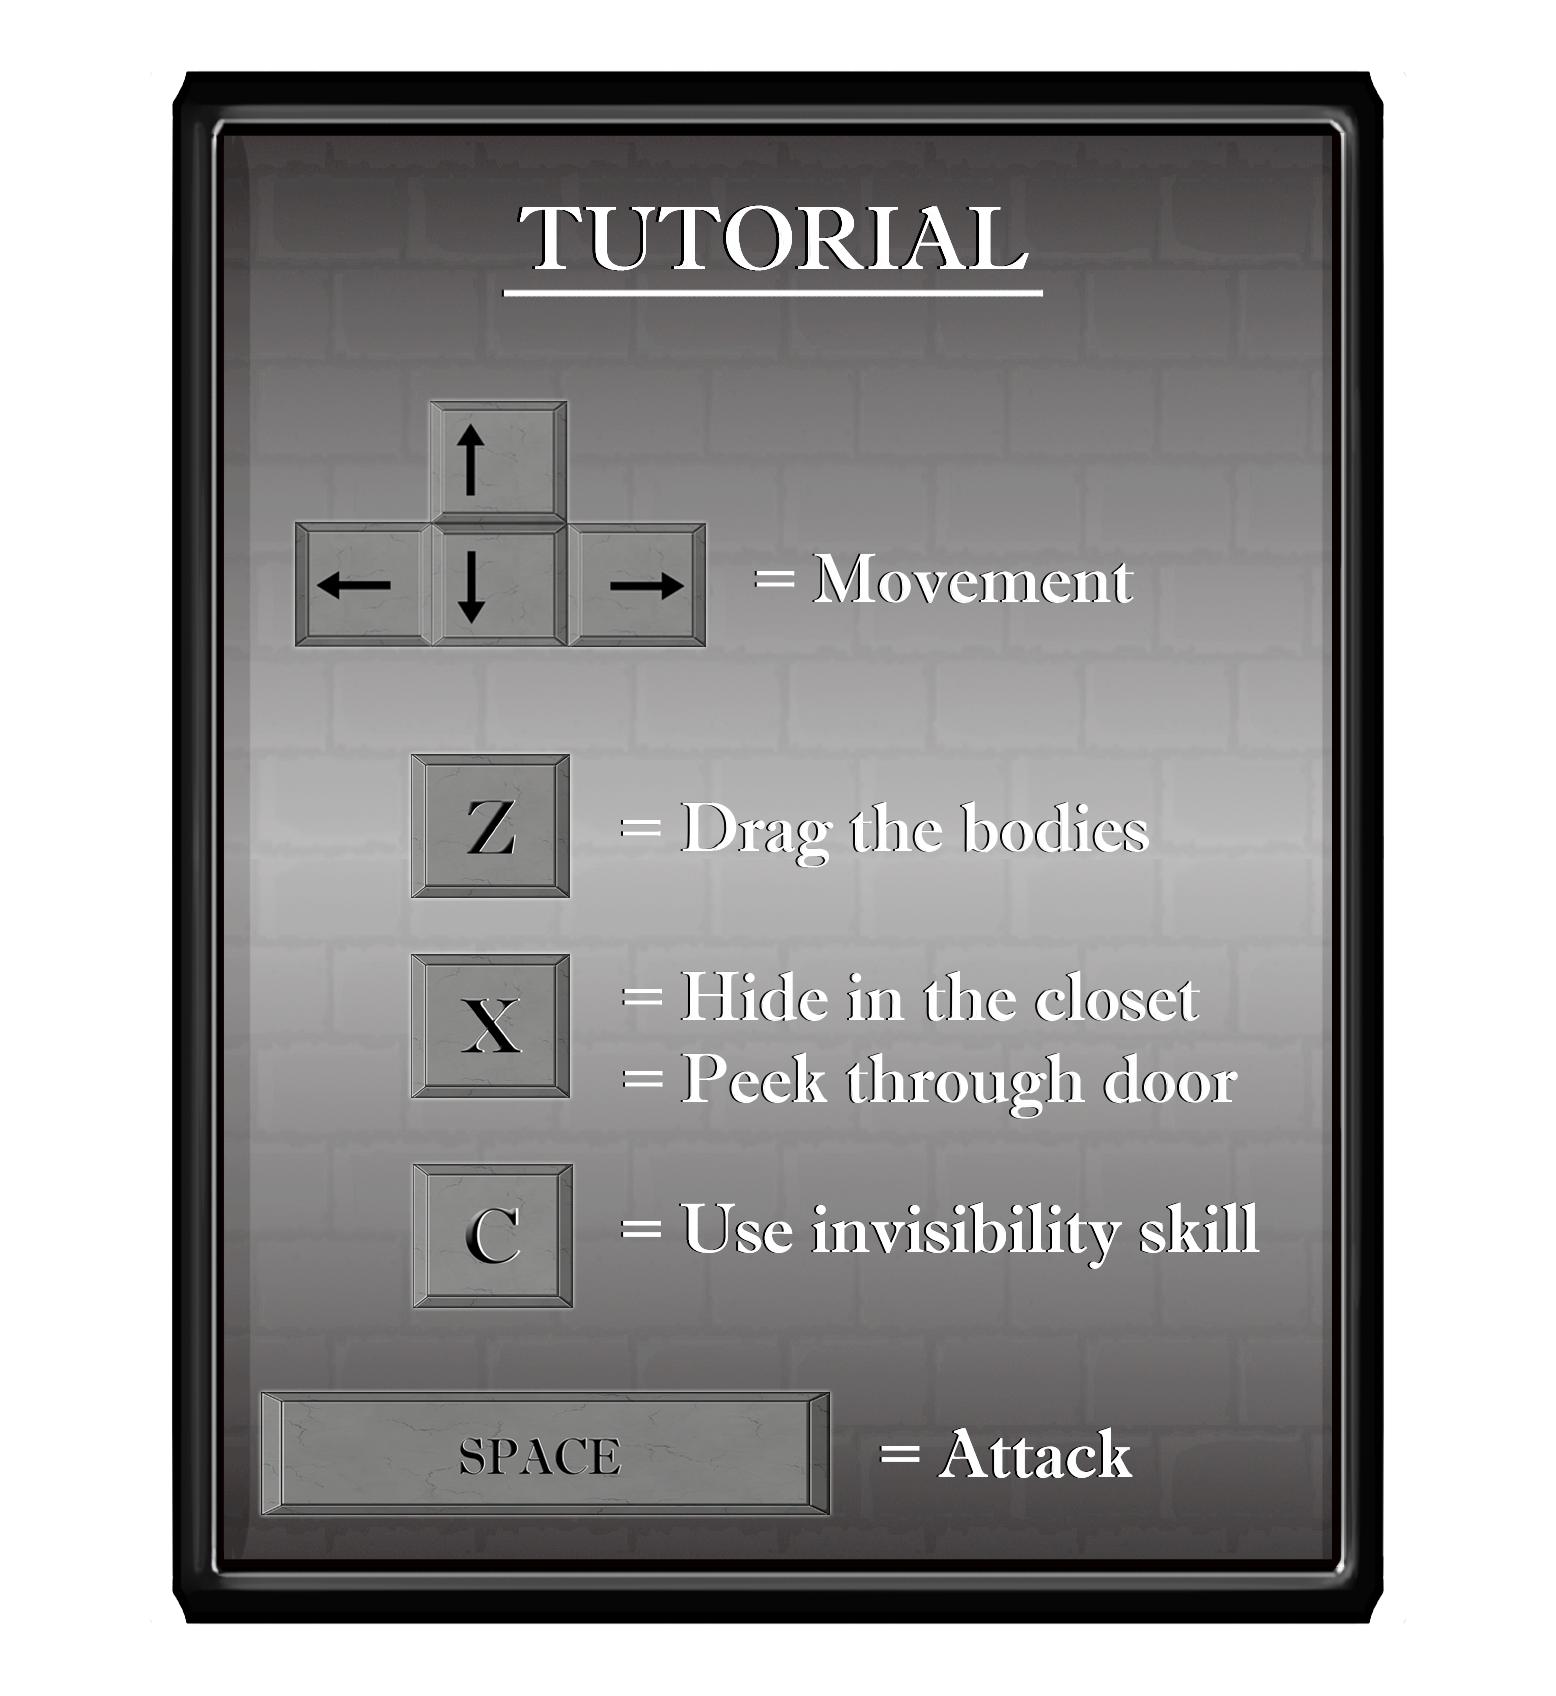 TUTORIAL
↑
← ↓ → = Movement
Z = Drag the bodies
X = Hide in the closet
= Peek through door
C = Use invisibility skill
SPACE = Attack